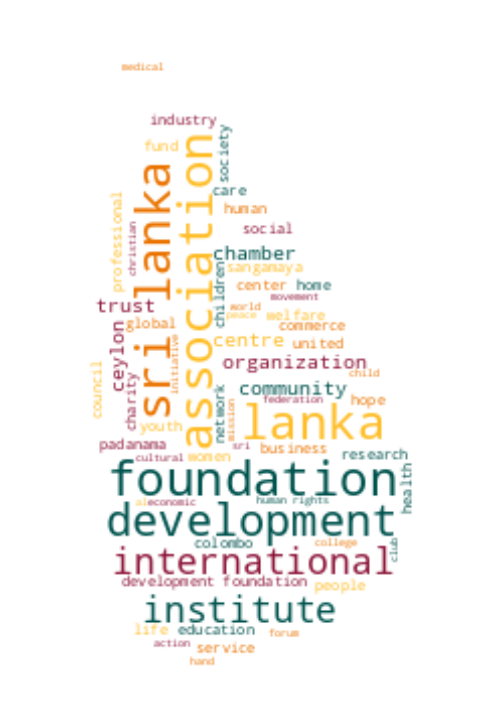 medical
industry
fund
society
association
sri lanka
care
professional
christian
human
social
chamber
children
sangamaya
center
home
movement
trust
global
world
peace
welfare
commerce
ceylon
initiative
centre
united
organization
child
council
charity
network
community
federation
hope
mission
youth
lanka
padanama
cultural
women
sri
business
research
foundation
health
al
economic
human rights
development
colombo
college
club
international
development foundation
people
institute
life
education
forum
action
service
hand